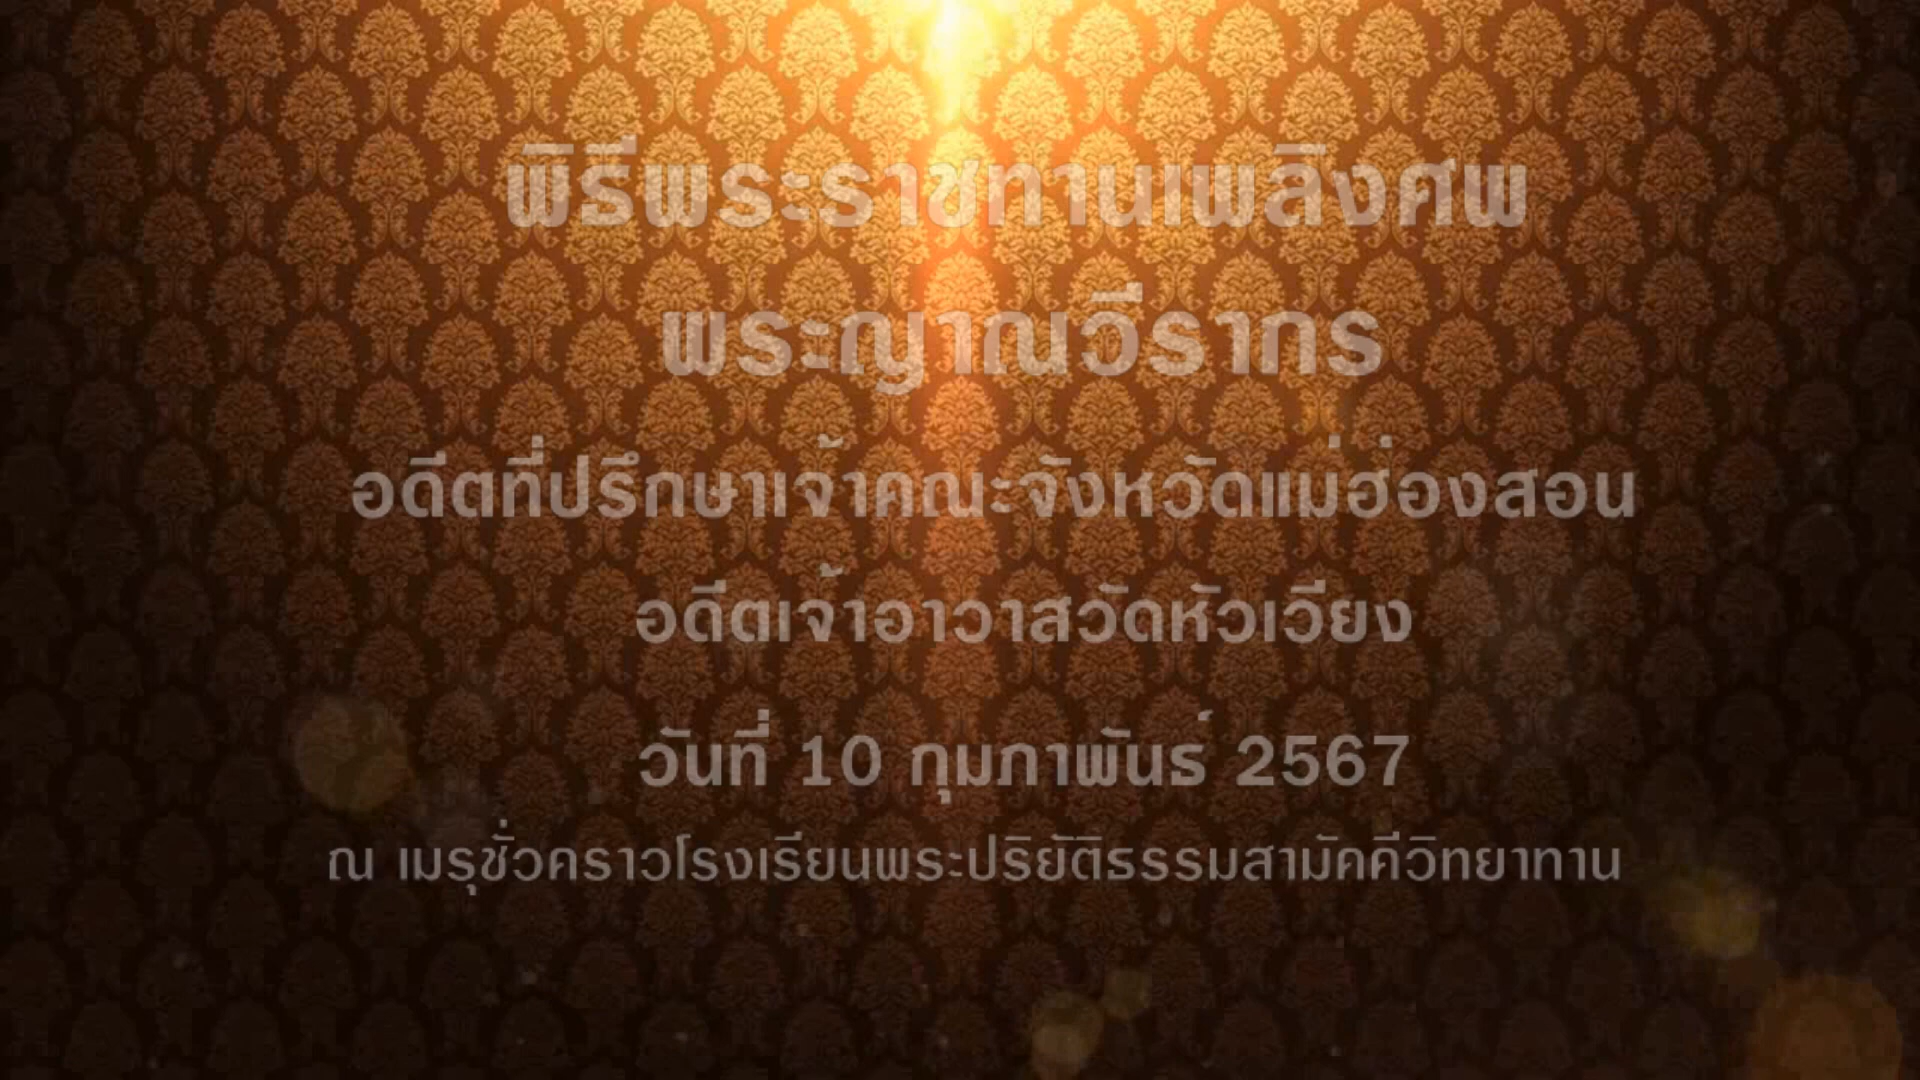 พิธีพระราชทานเพลิงศพ
พระญาณวีรากร
อดีตที่ปรึกษาเจ้าคณะจังหวัดแม่ฮ่องสอน
อดีตเจ้าอาวาสวัดหัวเวียง
วันที่ 10 กุมภาพันธ์ 2567
ณ เมรุชั่วคราวโรงเรียนพระปริยัติธรรมสามัคคีวิทยาทาน